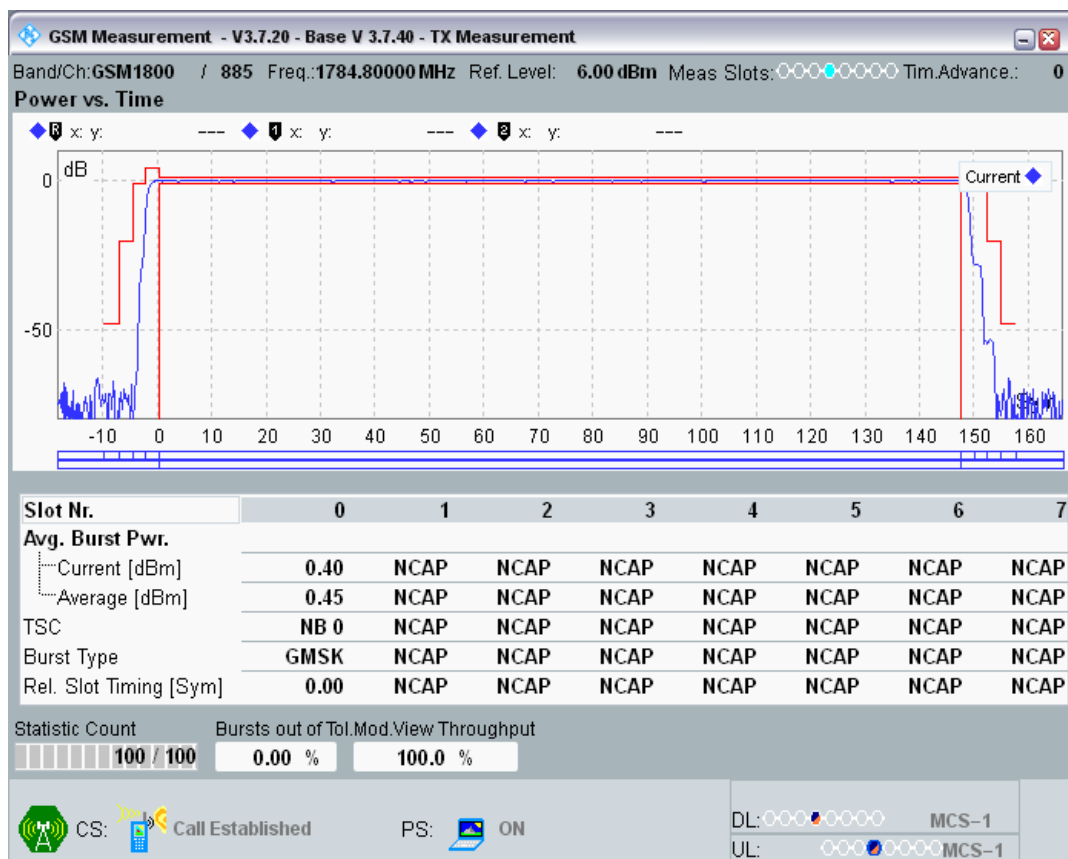 GSM Measurement - V3.7.20 - Base V 3.7.40 - TX Measurement
Band/Ch:GSM1800 / 885 Freq.:1784.80000 MHz Ref. Level: 6.00 dBm Meas Slots: Tim.Advance.: 0
Power vs. Time
R x: y: --- 1 x: y: --- 2 x: y: ---
dB
Current
0
-50
-10 0 10 20 30 40 50 60 70 80 90 100 110 120 130 140 150 160
Slot Nr. 0 1 2 3 4 5 6 7
Avg. Burst Pwr.
Current [dBm] 0.40 NCAP NCAP NCAP NCAP NCAP NCAP NCAP
Average [dBm] 0.45 NCAP NCAP NCAP NCAP NCAP NCAP NCAP
TSC NB 0 NCAP NCAP NCAP NCAP NCAP NCAP NCAP
Burst Type GMSK NCAP NCAP NCAP NCAP NCAP NCAP NCAP
Rel. Slot Timing [Sym] 0.00 NCAP NCAP NCAP NCAP NCAP NCAP NCAP
Statistic Count Bursts out of Tol.Mod.View Throughput
100 / 100 0.00 % 100.0 %
CS: Call Established PS: ON DL: MCS-1
UL: MCS-1